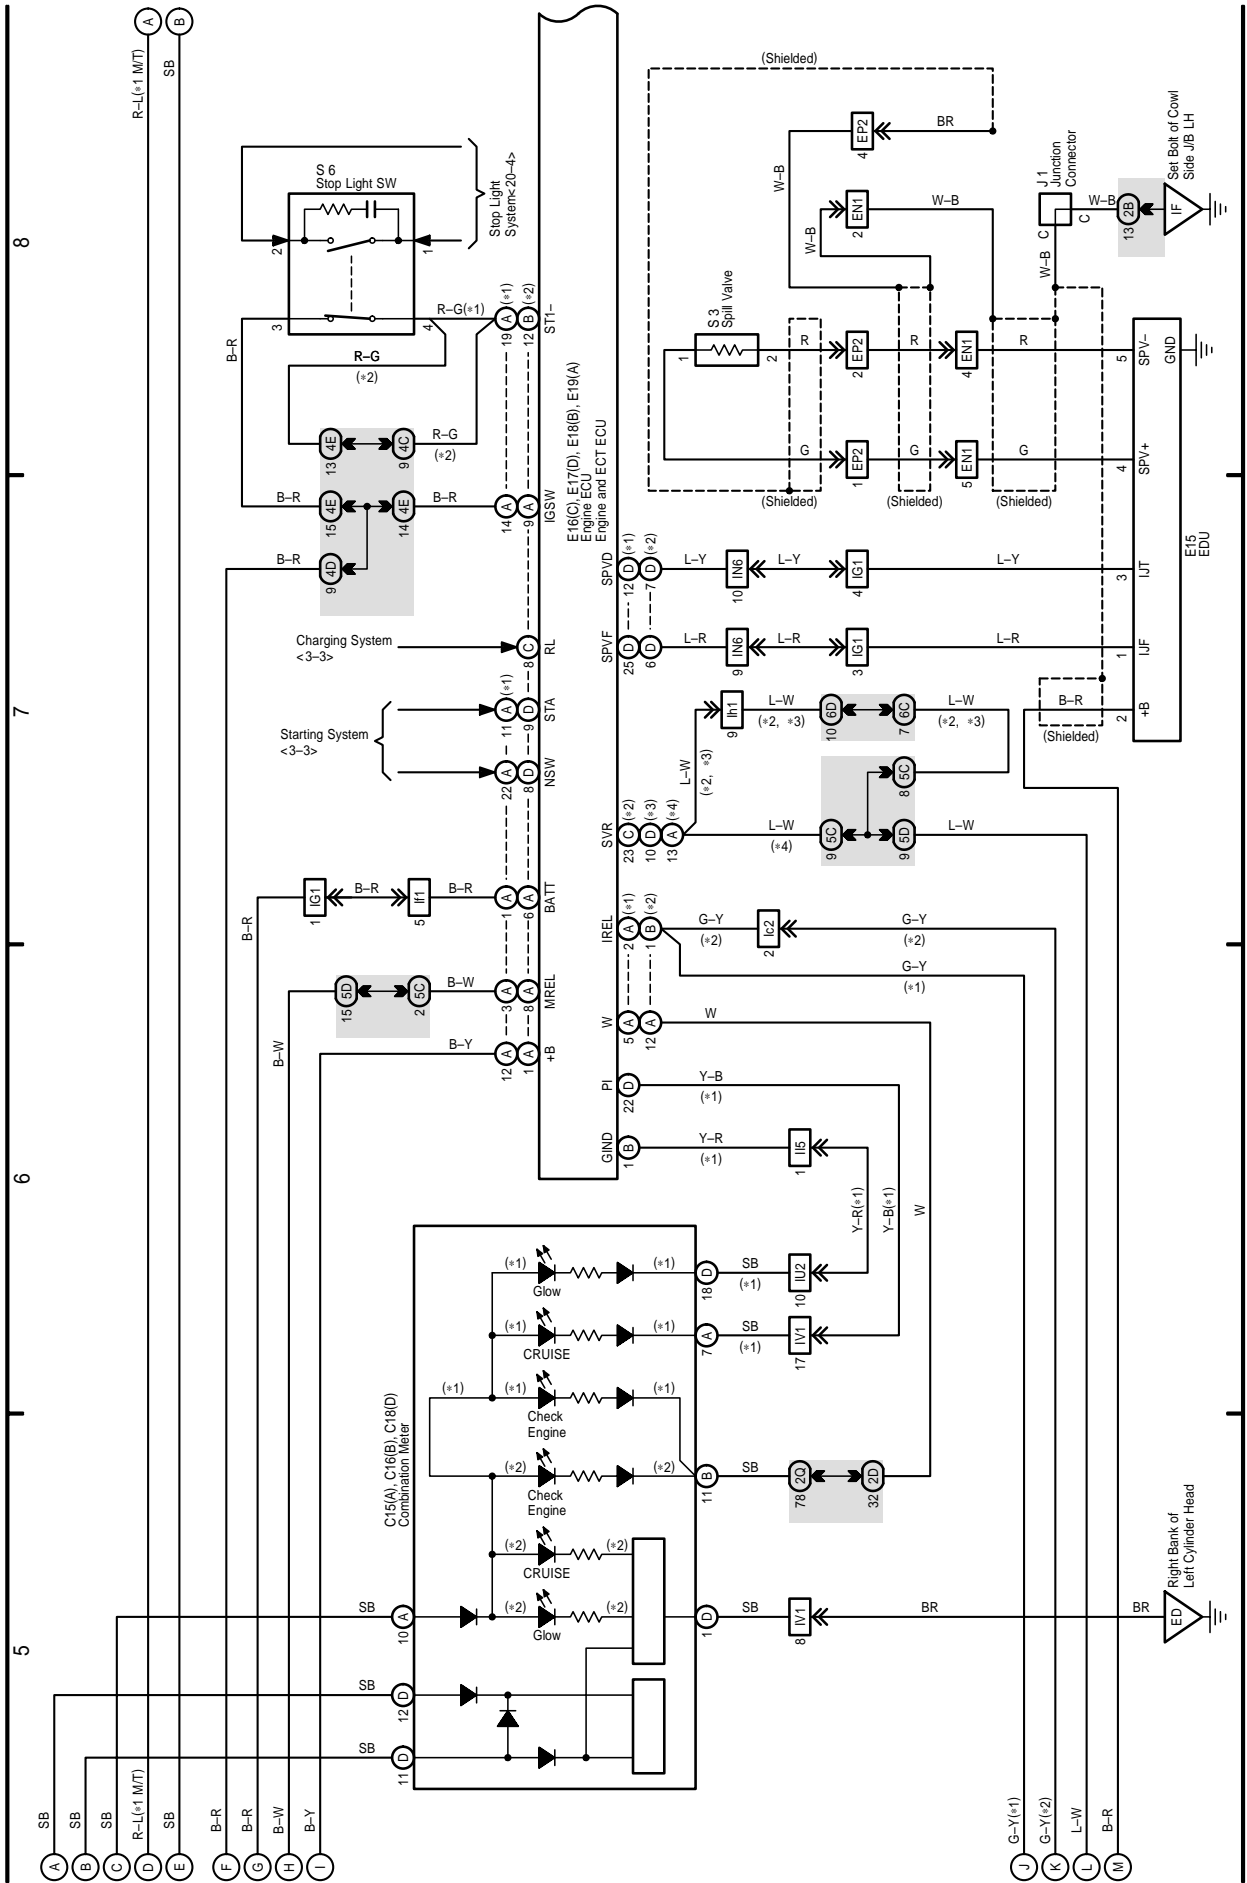 8
7
6
5
A
B
R–L(*1 M/T)
SB
S 6
Stop Light SW
2
1
3
4
Stop Light
System<20–4>
B–R
R–G(*1)
R–G
(*2)
13
4E
9
4C
R–G
(*2)
19
A
(*1)
12
B
(*2)
ST1–
B–R
15
4E
14
4E
B–R
14
A
9
A
IGSW
B–R
9
4D
Charging System
<3–3>
8
C
RL
Starting System
<3–3>
11
A
(*1)
9
D
STA
22
A
8
D
NSW
B–R
1
IG1
B–R
5
If1
B–R
1
A
6
A
BATT
B–W
15
5D
2
5C
B–W
3
A
8
A
MREL
B–Y
12
A
1
A
+B
E16(C), E17(D), E18(B), E19(A)
Engine ECU
Engine and ECT ECU
(Shielded)
EP2
4
BR
W–B
EN1
2
W–B
W–B
J 1
Junction
Connector
C
C
W–B
W–B
13
2B
IF
Set Bolt of Cowl
Side J/B LH
S 3
Spill Valve
1
2
R
EP2
2
R
EN1
4
R
5
SPV–
GND
G
EP2
1
G
EN1
5
G
4
SPV+
(Shielded)
(Shielded)
(Shielded)
E15
EDU
SPVD
12
D
(*1)
7
D
(*2)
L–Y
IN6
10
L–Y
IG1
4
L–Y
3
IJT
SPVF
25
D
6
D
L–R
IN6
9
L–R
IG1
3
L–R
1
IJF
L–W
(*2, *3)
Ih1
9
L–W
(*2, *3)
10
6D
7
6C
L–W
(*2, *3)
B–R
(Shielded)
2
+B
SVR
23
C
(*2)
10
D
(*3)
13
A
(*4)
L–W
(*4)
9
5C
8
5C
9
5D
L–W
IREL
2
A
(*1)
1
B
(*2)
G–Y
(*2)
Ic2
2
G–Y
(*2)
G–Y
(*1)
W
5
A
12
A
W
PI
22
D
Y–B
(*1)
GIND
1
B
Y–R
(*1)
II5
1
Y–R(*1)
Y–B(*1)
W
C15(A), C16(B), C18(D)
Combination Meter
(*1)
Glow
(*1)
18
D
SB
(*1)
IU2
10
(*1)
CRUISE
(*1)
7
A
SB
(*1)
IV1
17
(*1)
(*1)
Check
Engine
(*1)
(*2)
Check
Engine
(*2)
11
B
SB
78
2Q
32
2D
(*2)
CRUISE
(*2)
SB
10
A
(*2)
Glow
(*2)
1
D
SB
IV1
8
BR
BR
ED
Right Bank of
Left Cylinder Head
SB
12
D
SB
11
D
A
SB
B
SB
C
SB
D
R–L(*1 M/T)
E
SB
F
B–R
G
B–R
H
B–W
I
B–Y
J
G–Y(*1)
K
G–Y(*2)
L
L–W
M
B–R